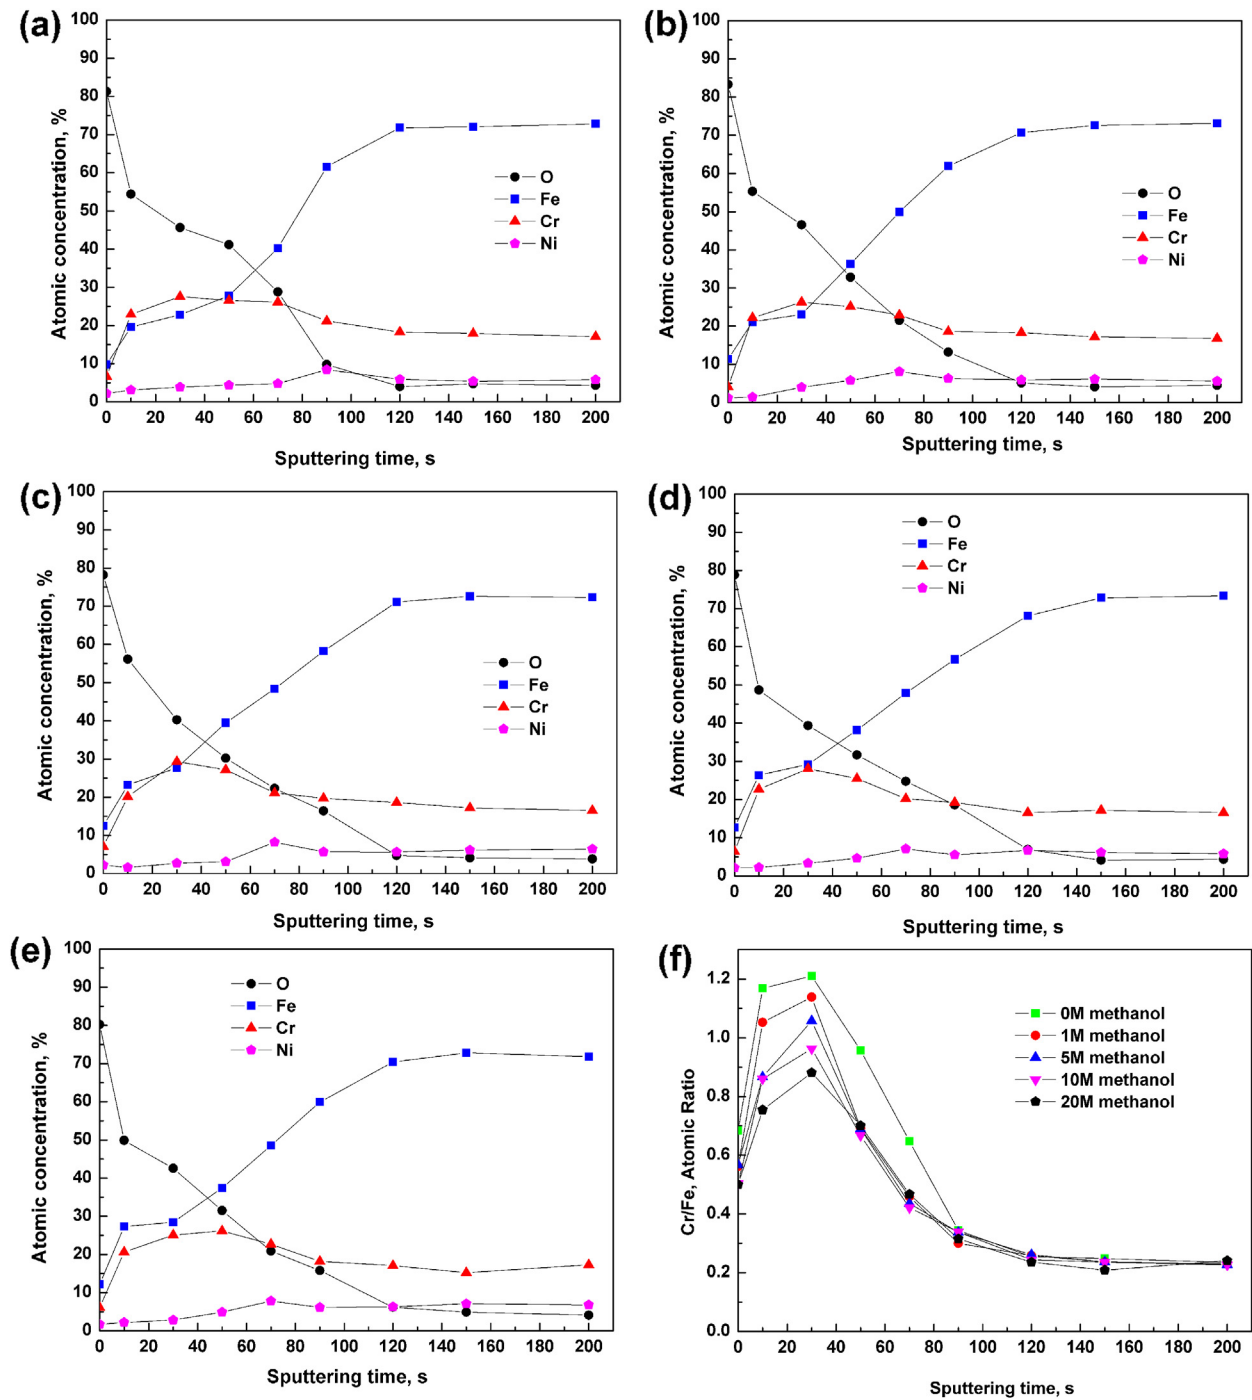 (a)
Atomic concentration, %
100
90
80
70
60
50
40
30
20
10
0
O
Fe
Cr
Ni
0 20 40 60 80 100 120 140 160 180 200
Sputtering time, s
(b)
Atomic concentration, %
100
90
80
70
60
50
40
30
20
10
0
O
Fe
Cr
Ni
0 20 40 60 80 100 120 140 160 180 200
Sputtering time, s
(c)
Atomic concentration, %
100
90
80
70
60
50
40
30
20
10
0
O
Fe
Cr
Ni
0 20 40 60 80 100 120 140 160 180 200
Sputtering time, s
(d)
Atomic concentration, %
100
90
80
70
60
50
40
30
20
10
0
O
Fe
Cr
Ni
0 20 40 60 80 100 120 140 160 180 200
Sputtering time, s
(e)
Atomic concentration, %
100
90
80
70
60
50
40
30
20
10
0
O
Fe
Cr
Ni
0 20 40 60 80 100 120 140 160 180 200
Sputtering time, s
(f)
Cr/Fe, Atomic Ratio
1.2
1.0
0.8
0.6
0.4
0.2
0.0
0M methanol
1M methanol
5M methanol
10M methanol
20M methanol
0 20 40 60 80 100 120 140 160 180 200
Sputtering time, s